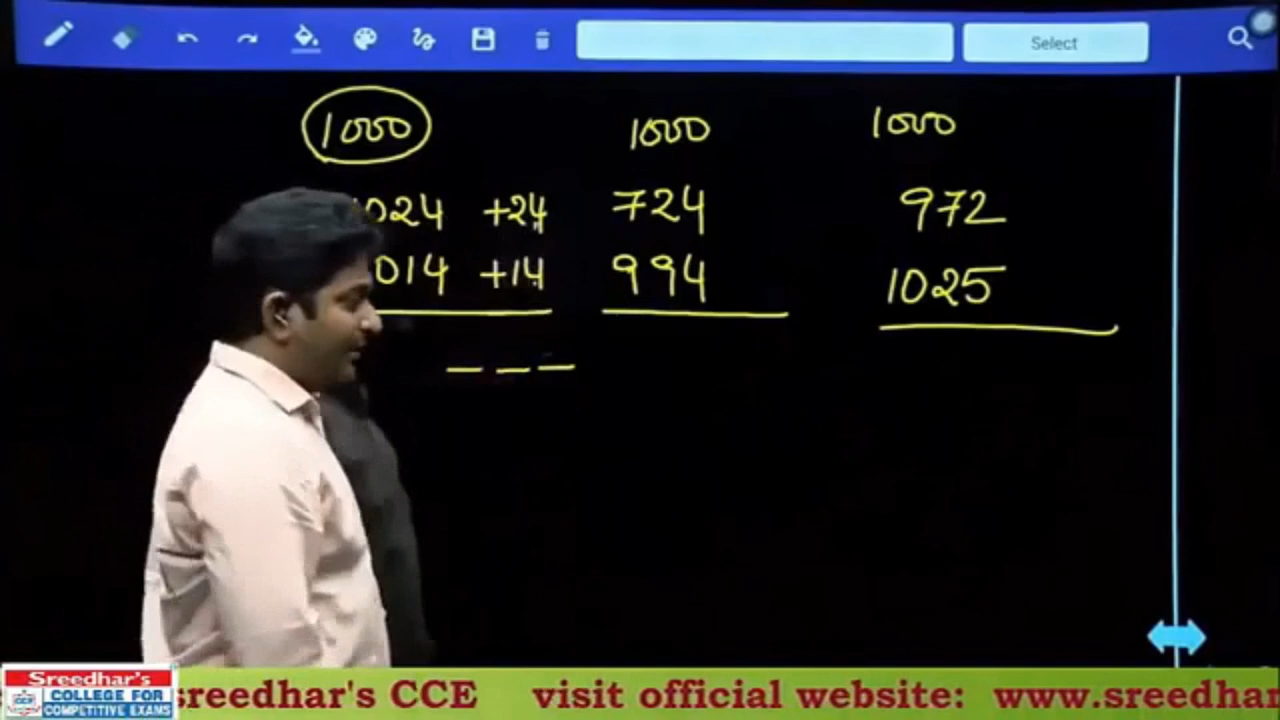 Select
1000 1000 1000
024 +24 724 972
014 +14 994 1025
Sreedhar's
COLLEGE FOR
COMPETITIVE EXAMS
sreedhar's CCE visit official website: www.sreedhar